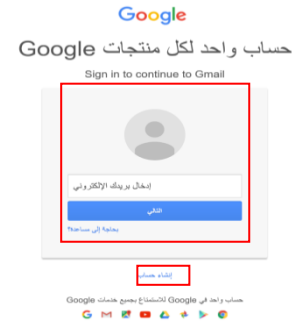 Google
حساب واحد لكل منتجات Google
Sign in to continue to Gmail
إدخال بريدك الإلكتروني
التالي
بحاجة إلى مساعدة؟
إنشاء حساب
حساب واحد في Google للاستمتاع بجميع خدمات Google